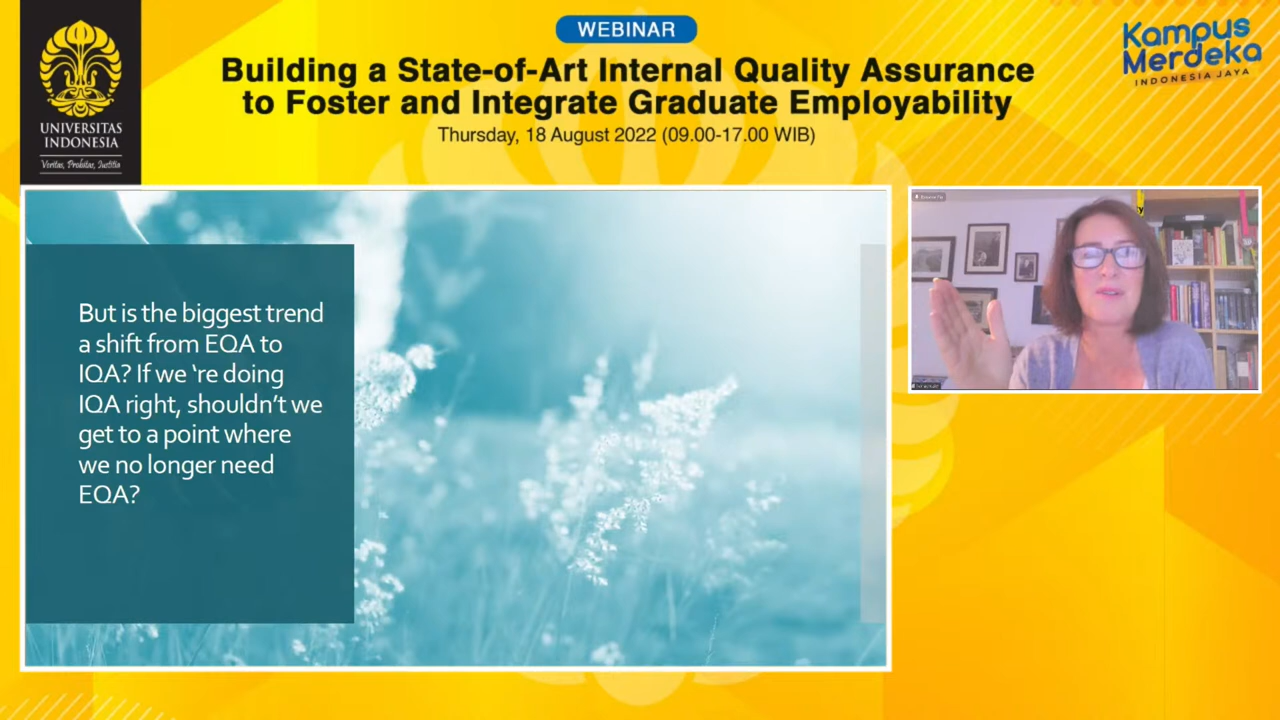 WEBINAR
Building a State-of-Art Internal Quality Assurance
to Foster and Integrate Graduate Employability
Thursday, 18 August 2022 (09.00-17.00 WIB)
UNIVERSITAS
INDONESIA
Veritas, Probitas, Justitia
Kampus
Merdeka
INDONESIA JAYA
But is the biggest trend
a shift from EQA to
IQA? If we 're doing
IQA right, shouldn't we
get to a point where
we no longer need
EQA?